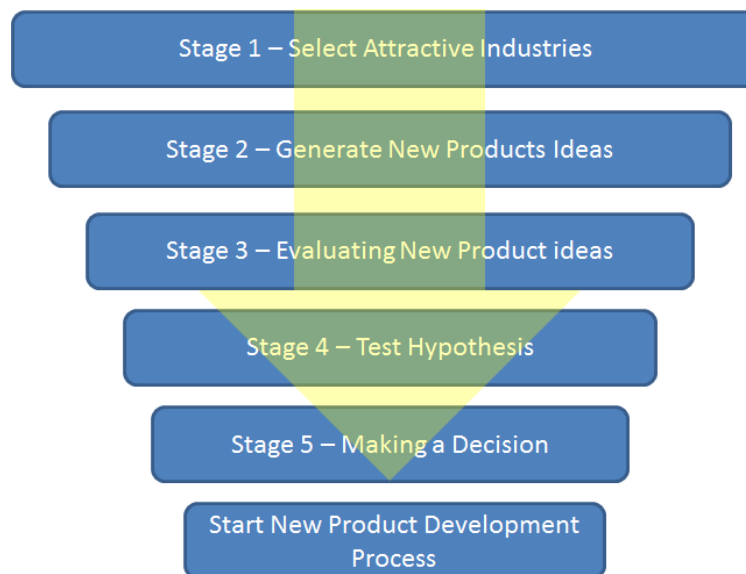 Stage 1 – Select Attractive Industries
Stage 2 – Generate New Products Ideas
Stage 3 – Evaluating New Product ideas
Stage 4 – Test Hypothesis
Stage 5 – Making a Decision
Start New Product Development
Process